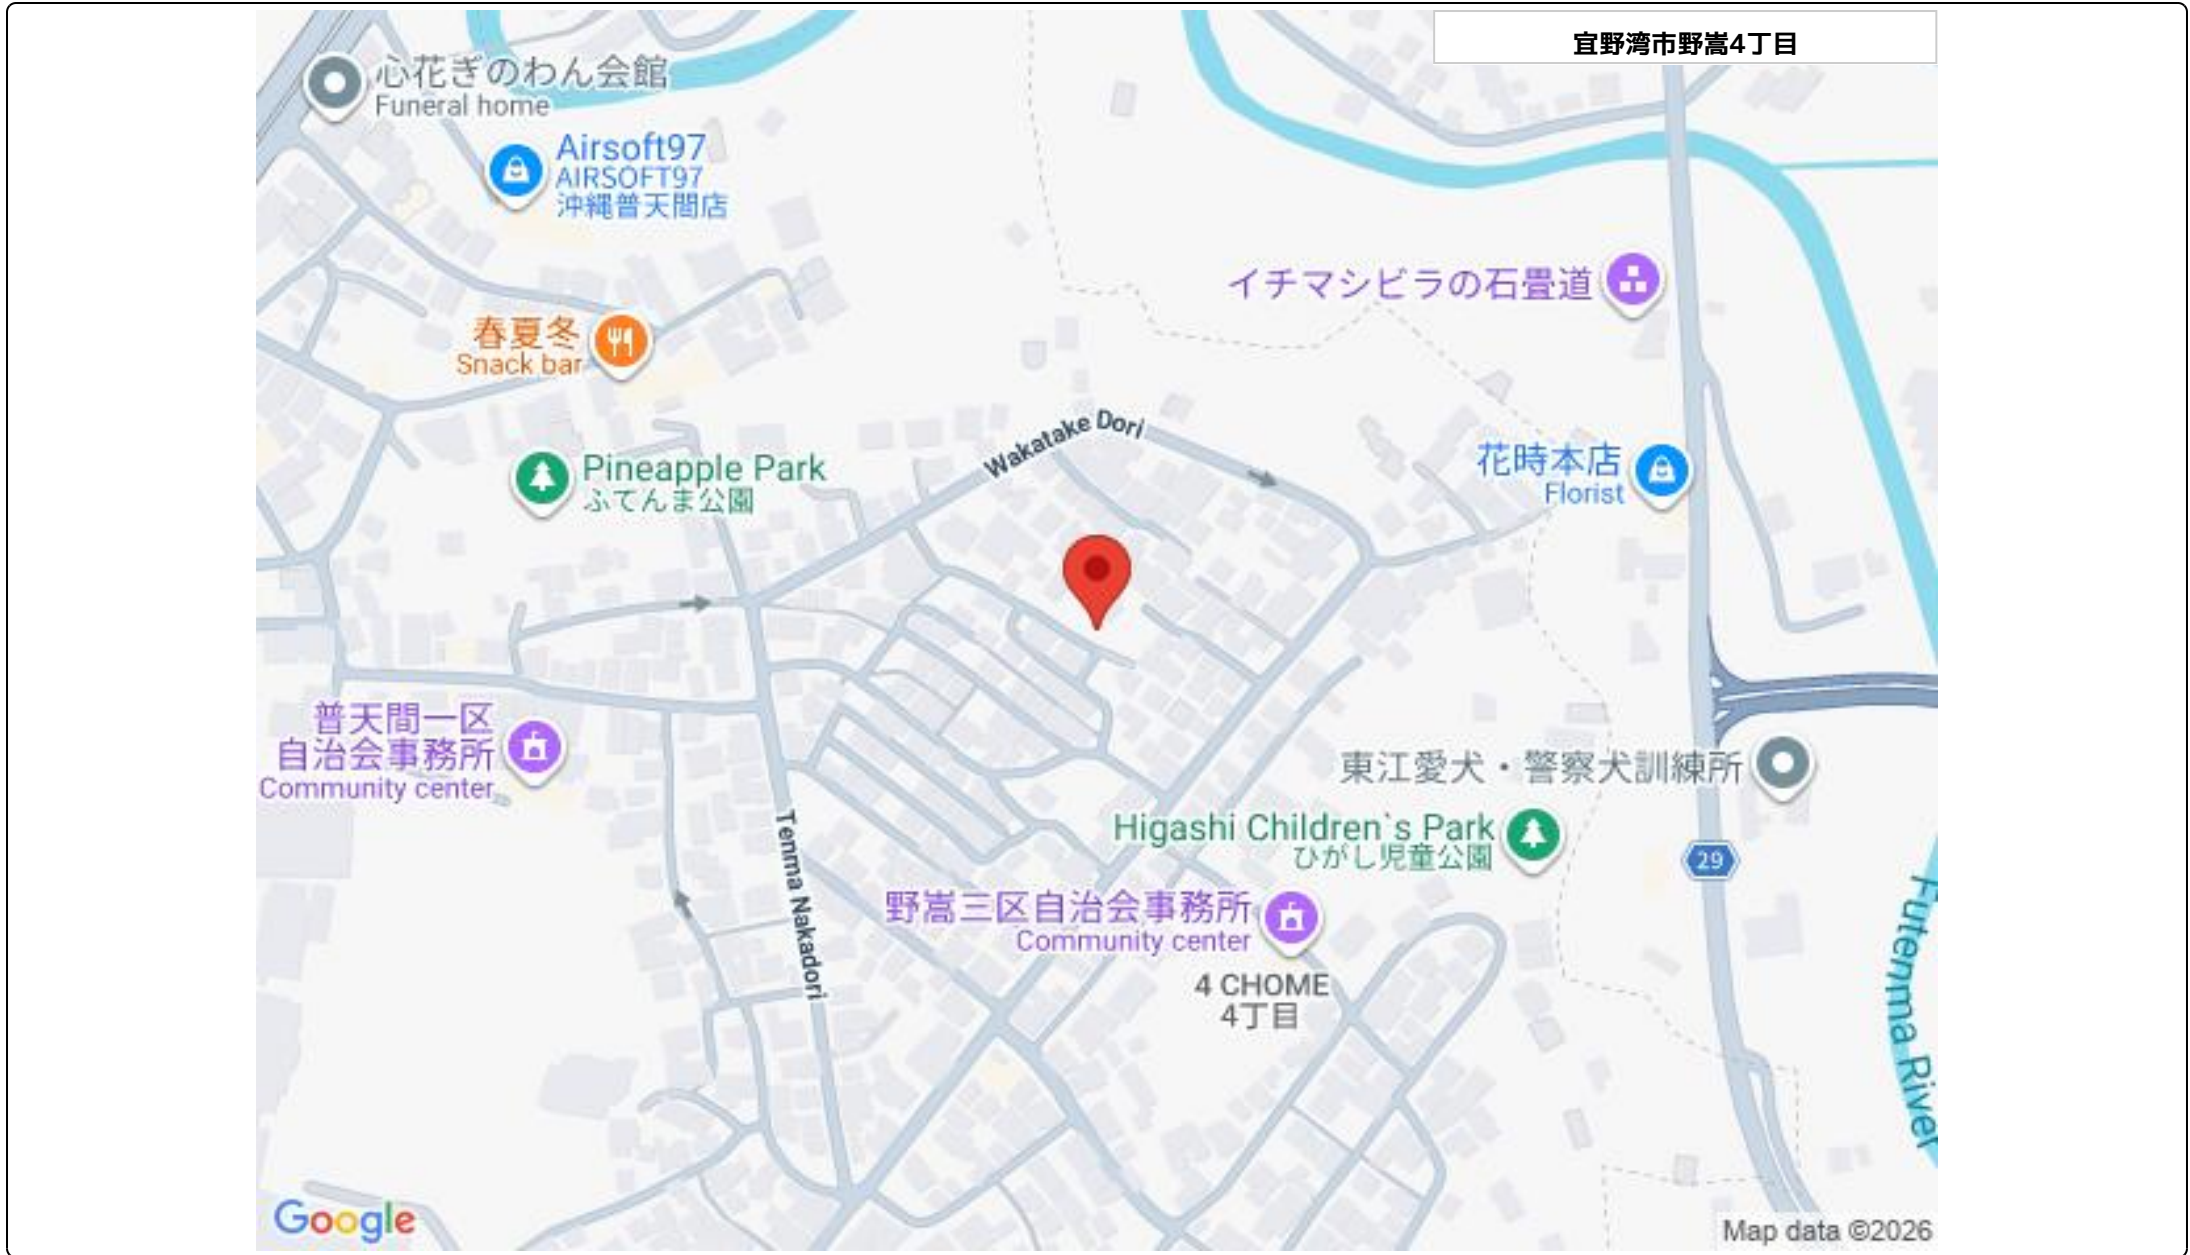 宜野湾市野嵩4丁目
心花ぎのわん会館
Funeral home
Airsoft97
AIRSOFT97
沖縄普天間店
イチマシビラの石畳道
春夏冬
Snack bar
Wakatake Dori
花時本店
Florist
Pineapple Park
ふてんま公園
普天間一区
自治会事務所
Community center
東江愛犬・警察犬訓練所
Higashi Children`s Park
ひがし児童公園
29
Tenma Nakadori
野嵩三区自治会事務所
Community center
4 CHOME
4丁目
Futenma River
Google
Map data ©2026